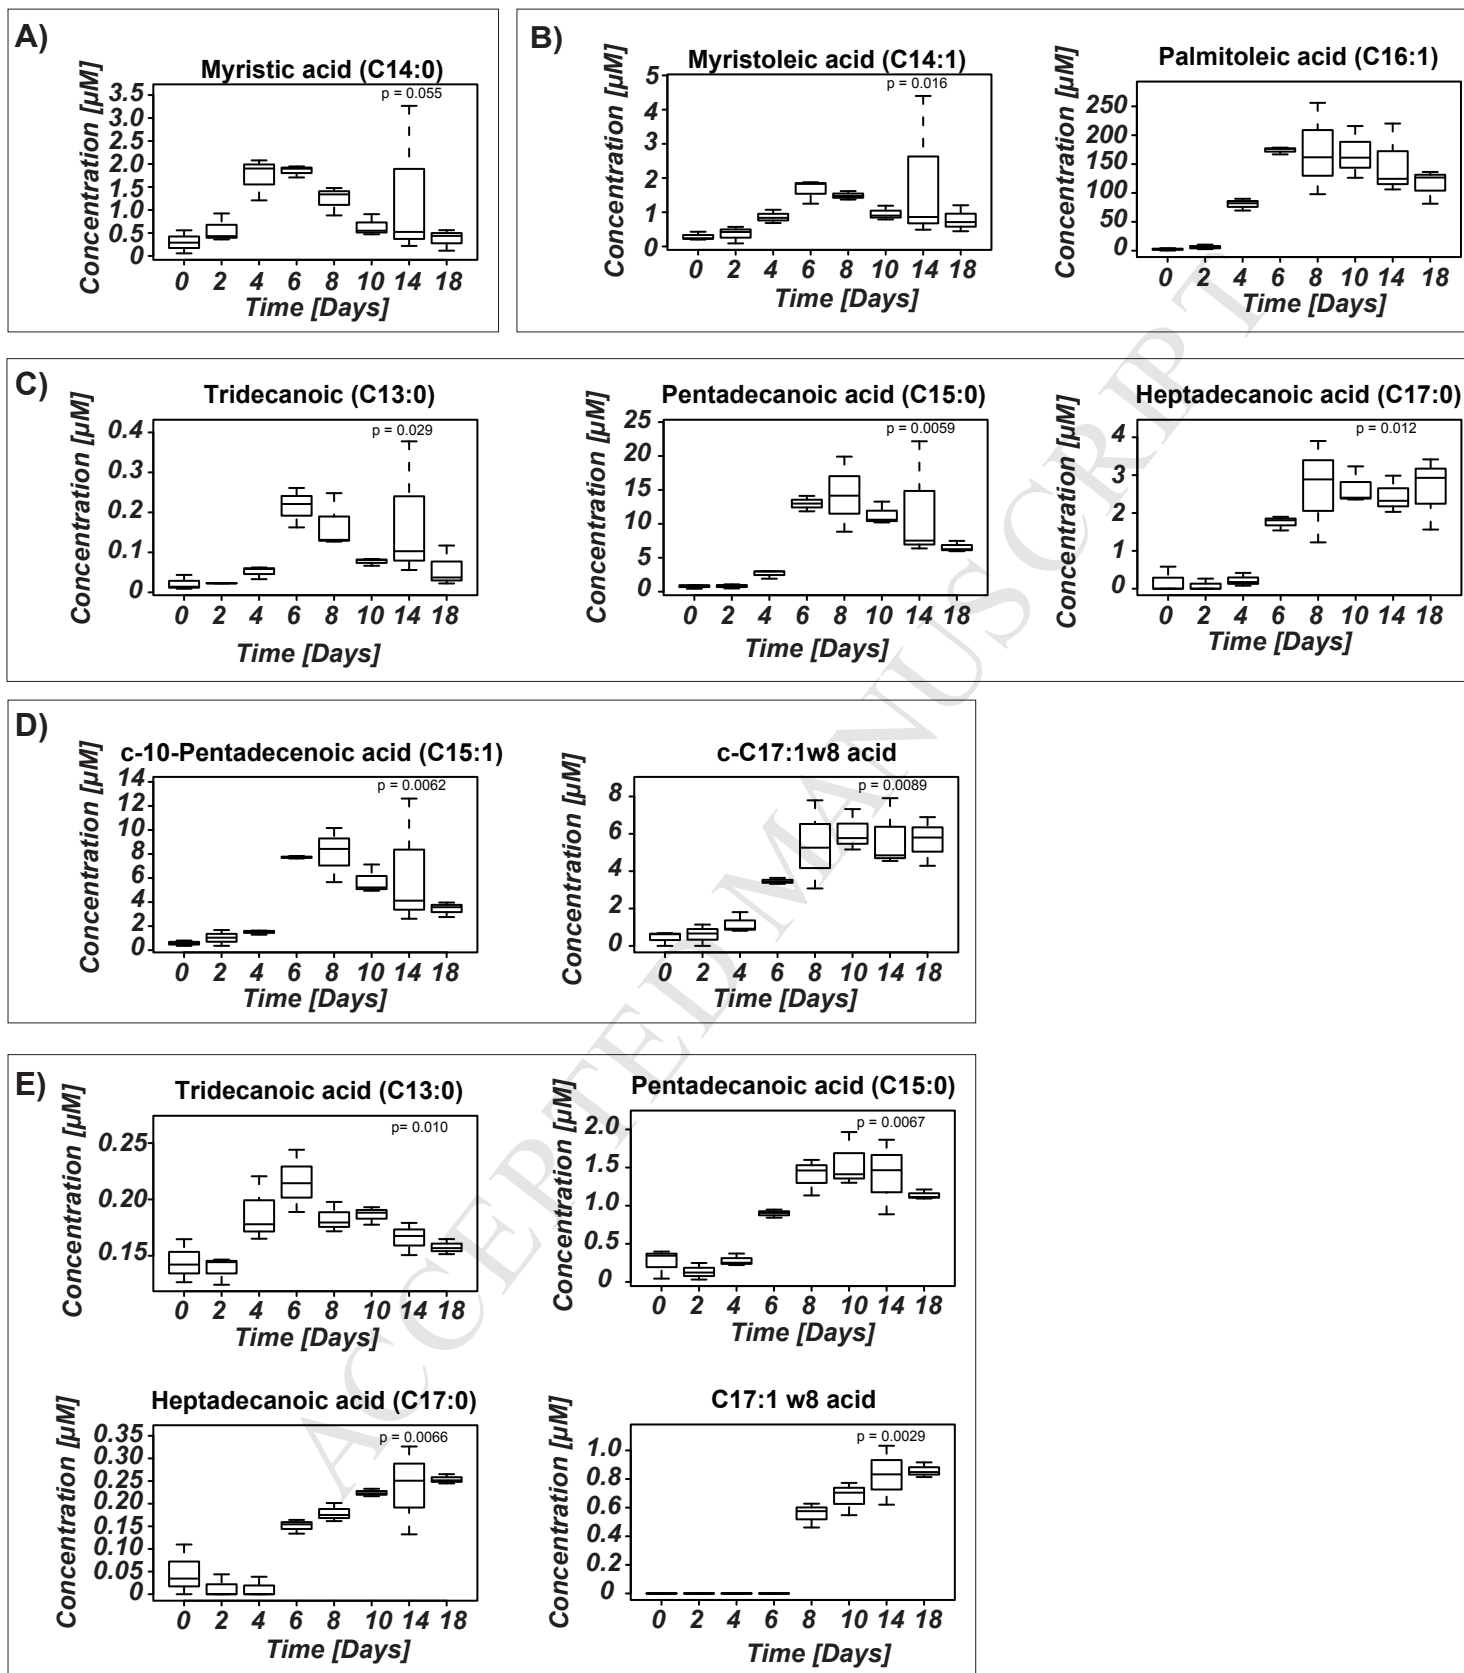 A)
Myristic acid (C14:0)
Concentration [µM]
3.5
3.0
2.5
2.0
1.5
1.0
0.5
0
p = 0.055
0 2 4 6 8 10 14 18
Time [Days]
B)
Myristoleic acid (C14:1)
Concentration [µM]
5
4
3
2
1
0
p = 0.016
0 2 4 6 8 10 14 18
Time [Days]
Palmitoleic acid (C16:1)
Concentration [µM]
250
200
150
100
50
0
0 2 4 6 8 10 14 18
Time [Days]
C)
Tridecanoic (C13:0)
Concentration [µM]
0.4
0.3
0.2
0.1
0
p = 0.029
0 2 4 6 8 10 14 18
Time [Days]
Pentadecanoic acid (C15:0)
Concentration [µM]
25
20
15
10
5
0
p = 0.0059
0 2 4 6 8 10 14 18
Time [Days]
Heptadecanoic acid (C17:0)
Concentration [µM]
4
3
2
1
0
p = 0.012
0 2 4 6 8 10 14 18
Time [Days]
D)
c-10-Pentadecenoic acid (C15:1)
Concentration [µM]
14
12
10
8
6
4
2
0
p = 0.0062
0 2 4 6 8 10 14 18
Time [Days]
c-C17:1w8 acid
Concentration [µM]
8
6
4
2
0
p = 0.0089
0 2 4 6 8 10 14 18
Time [Days]
E)
Tridecanoic acid (C13:0)
Concentration [µM]
0.25
0.20
0.15
p= 0.010
0 2 4 6 8 10 14 18
Time [Days]
Pentadecanoic acid (C15:0)
Concentration [µM]
2.0
1.5
1.0
0.5
0
p = 0.0067
0 2 4 6 8 10 14 18
Time [Days]
Heptadecanoic acid (C17:0)
Concentration [µM]
0.35
0.30
0.25
0.20
0.15
0.05
0
p = 0.0066
0 2 4 6 8 10 14 18
Time [Days]
C17:1 w8 acid
Concentration [µM]
1.0
0.8
0.6
0.4
0.2
0
p = 0.0029
0 2 4 6 8 10 14 18
Time [Days]
ACCEPTED MANUSCRIPT